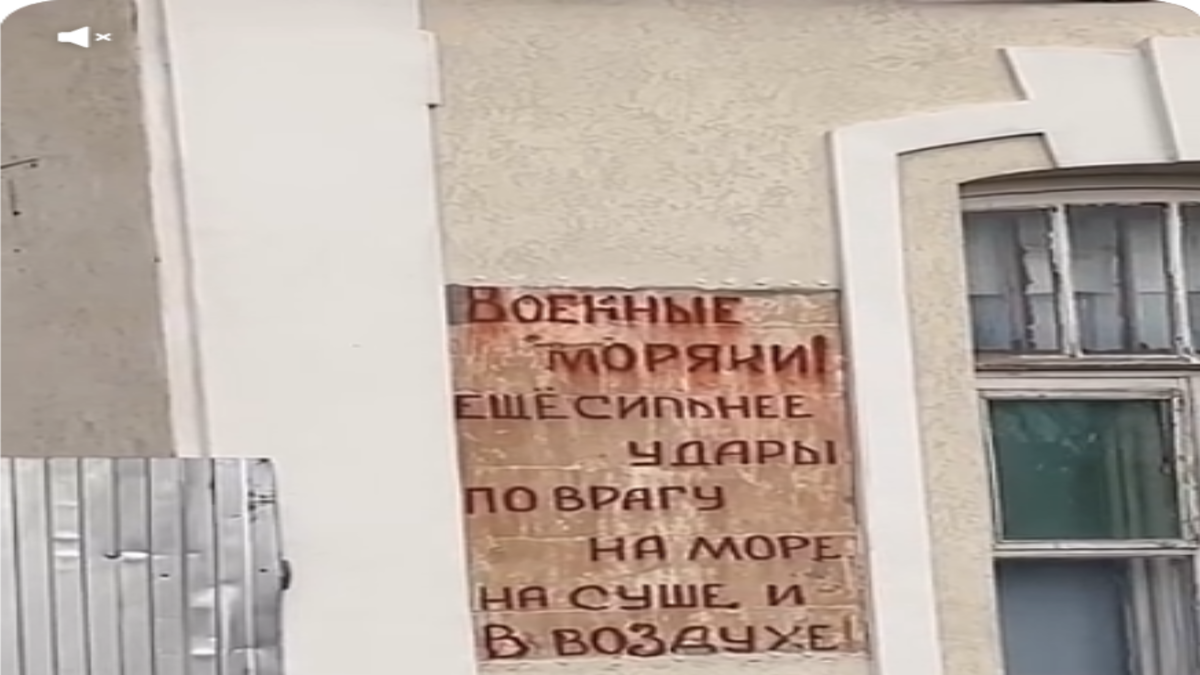 ВОЕННЫЕ
МОРЯКИ!
ЕЩЁ СИЛЬНЕЕ
УДАРЫ
ПО ВРАГУ
НА МОРЕ
НА СУШЕ И
В ВОЗДУХЕ!